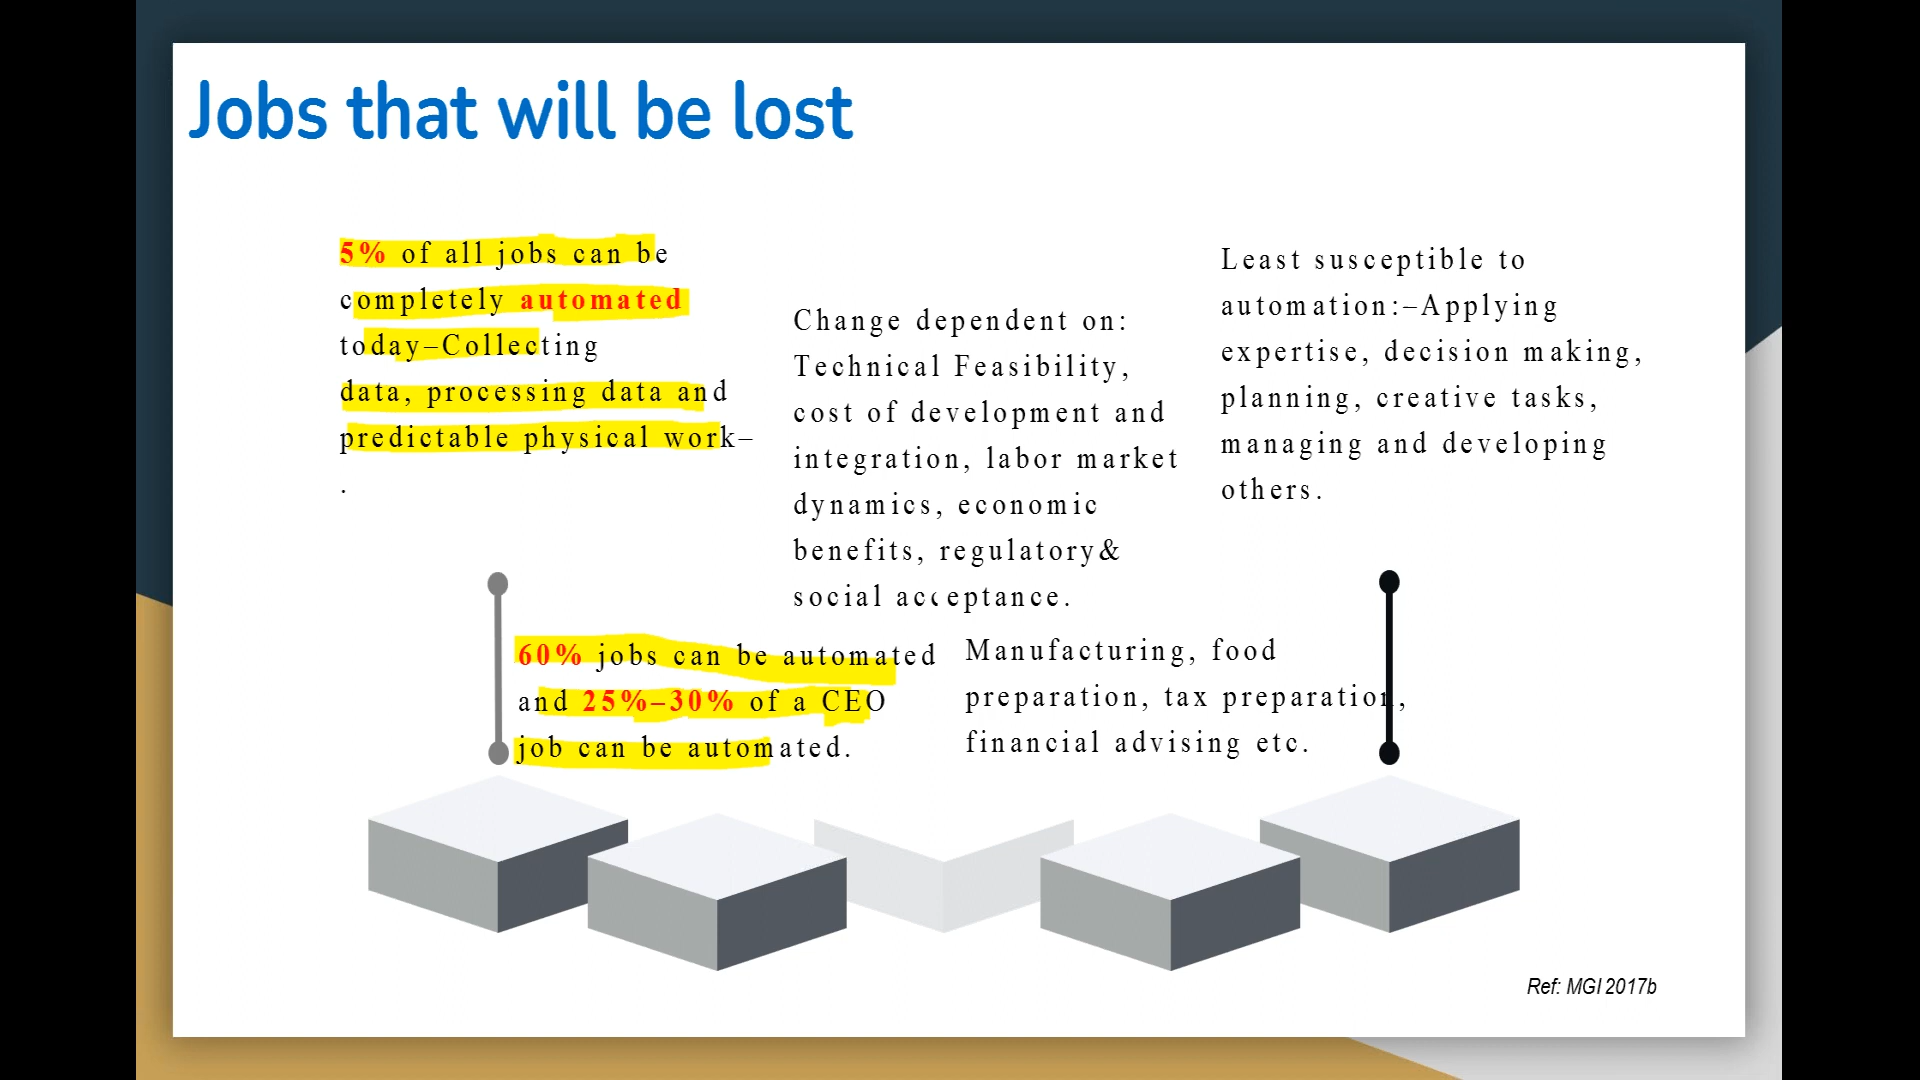 Jobs that will be lost
5% of all jobs can be
completely automated
today–Collecting
data, processing data and
predictable physical work–
.
Change dependent on:
Technical Feasibility,
cost of development and
integration, labor market
dynamics, economic
benefits, regulatory&
social acceptance.
Least susceptible to
automation:–Applying
expertise, decision making,
planning, creative tasks,
managing and developing
others.
60% jobs can be automated
and 25%–30% of a CEO
job can be automated.
Manufacturing, food
preparation, tax preparation,
financial advising etc.
Ref: MGI 2017b